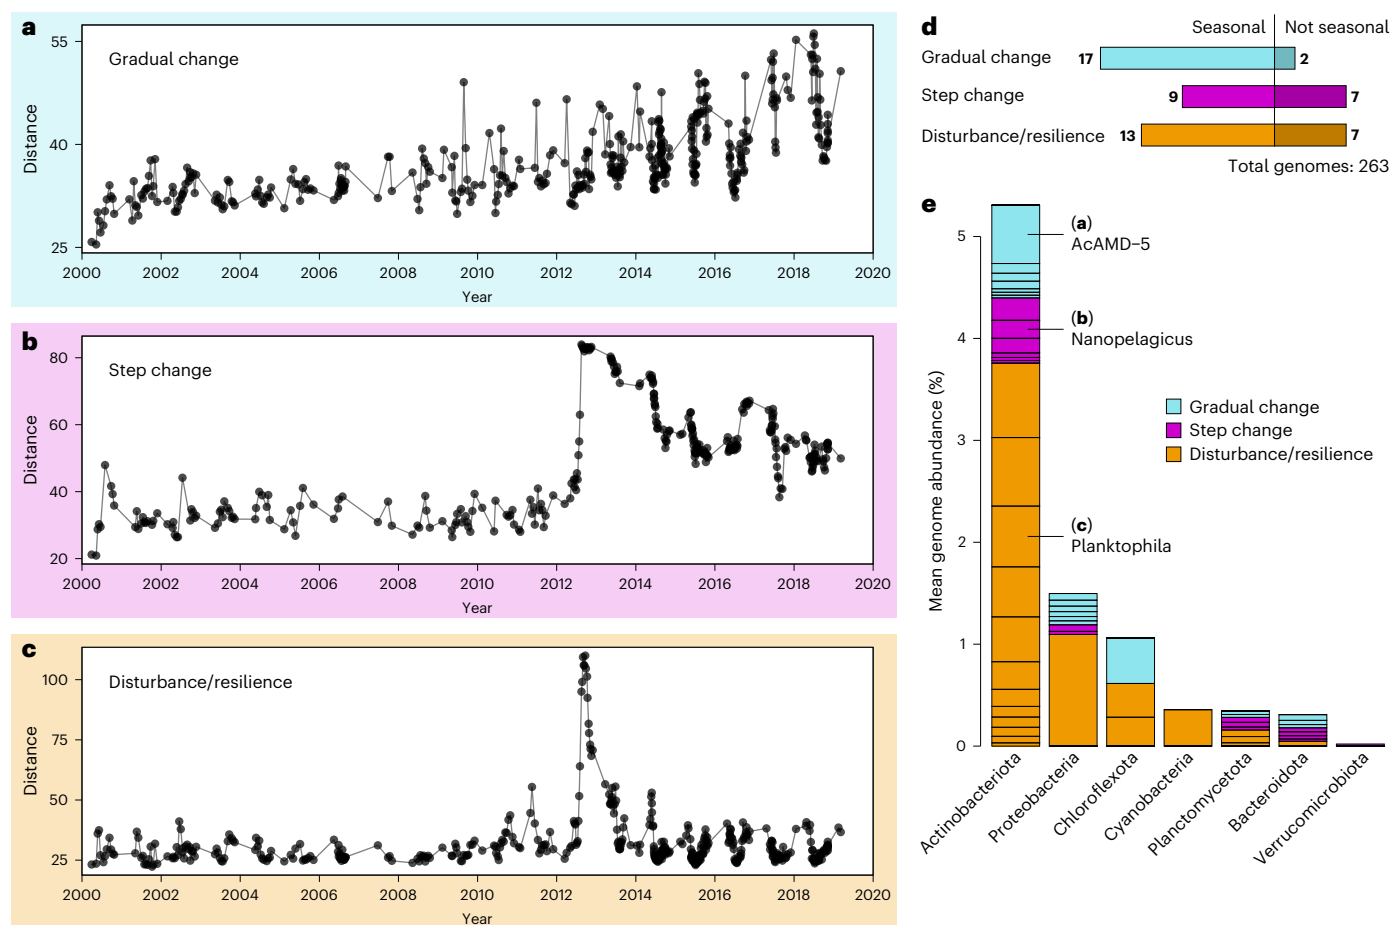 a
Gradual change
Distance
55
40
25
2000 2002 2004 2006 2008 2010 2012 2014 2016 2018 2020
Year
b
Step change
Distance
80
60
40
20
2000 2002 2004 2006 2008 2010 2012 2014 2016 2018 2020
Year
c
Disturbance/resilience
Distance
100
75
50
25
2000 2002 2004 2006 2008 2010 2012 2014 2016 2018 2020
Year
d
Seasonal Not seasonal
Gradual change 17 2
Step change 9 7
Disturbance/resilience 13 7
Total genomes: 263
e
Mean genome abundance (%)
5
4
3
2
1
0
(a)
AcAMD–5
(b)
Nanopelagicus
(c)
Planktophila
Gradual change
Step change
Disturbance/resilience
Actinobacteriota
Proteobacteria
Chloroflexota
Cyanobacteria
Planctomycetota
Bacteroidota
Verrucomicrobiota